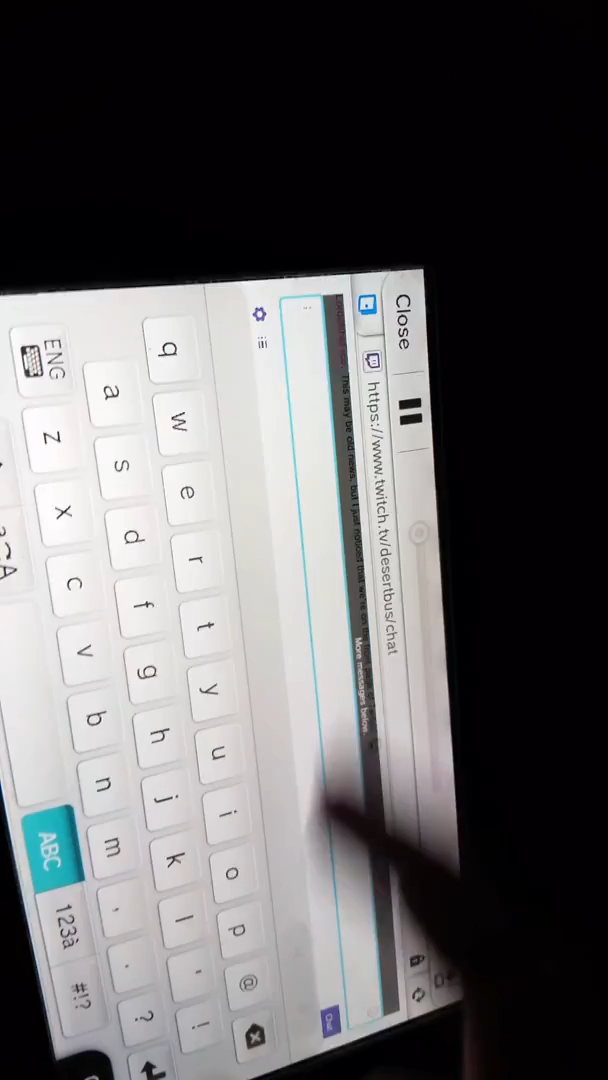 Close
https://www.twitch.tv/desertbus/chat
This may be old news, but I just noticed that we're on
More messages below.
Chat
q w e r t y u i o p @
a s d f g h j k l ' !
ENG z x c v b n m , . ?
ABC 123à #!?